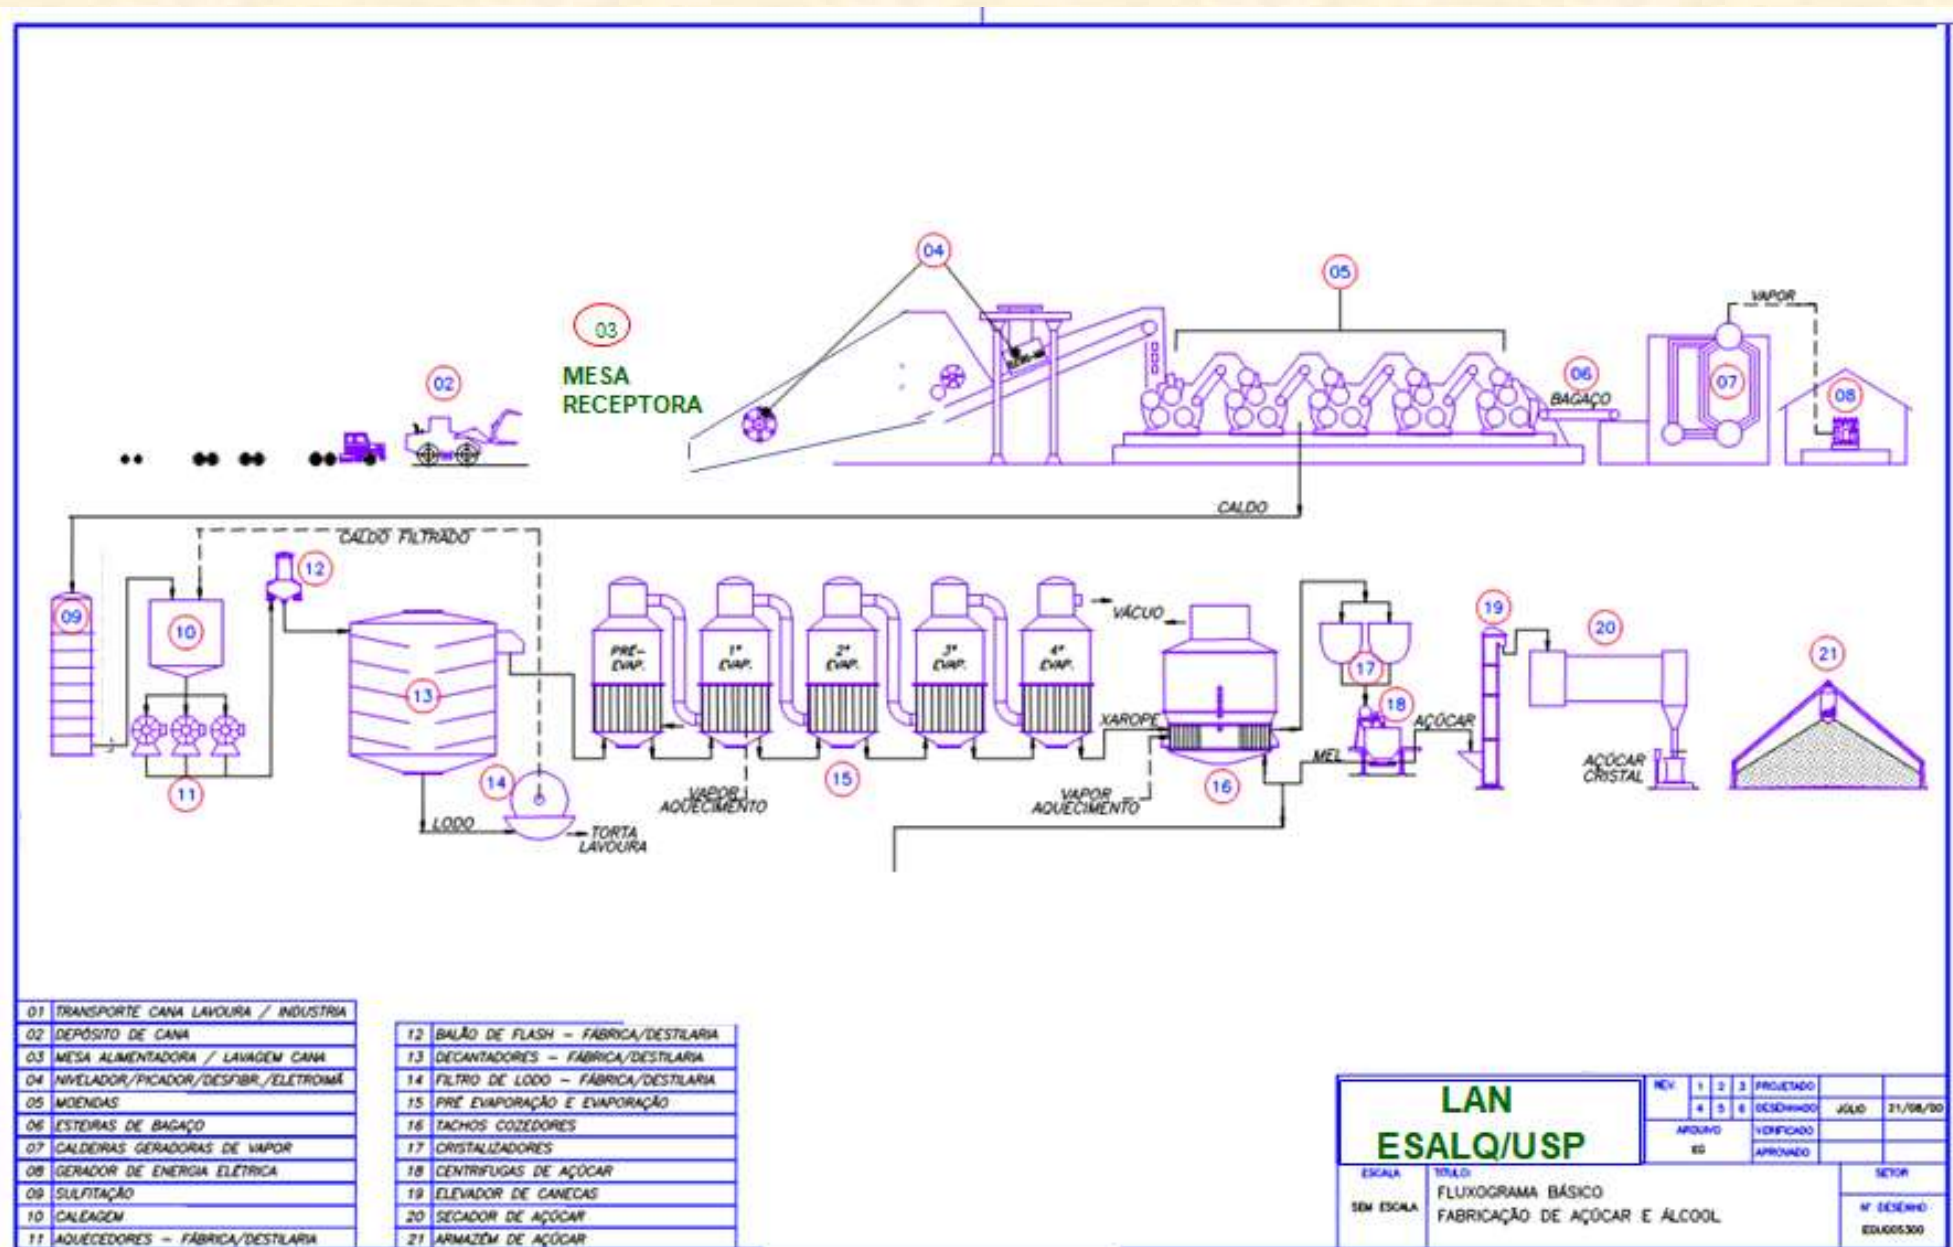 04
05
VAPOR
03
MESA
RECEPTORA
02
06
BAGAÇO
07
08
CALDO
CALDO FILTRADO
12
09
10
11
13
14
LODO
TORTA
LAVOURA
PRÉ-
EVAP.
1º
EVAP.
2º
EVAP.
3º
EVAP.
4º
EVAP.
VÁCUO
VAPOR
AQUECIMENTO
15
XAROPE
VAPOR
AQUECIMENTO
16
17
18
MEL
AÇÚCAR
19
20
AÇÚCAR
CRISTAL
21
01 TRANSPORTE CANA LAVOURA / INDUSTRIA
02 DEPÓSITO DE CANA
03 MESA ALIMENTADORA / LAVAGEM CANA
04 NIVELADOR/PICADOR/DESFIBR./ELETROIMÃ
05 MOENDAS
06 ESTEIRAS DE BAGAÇO
07 CALDEIRAS GERADORAS DE VAPOR
08 GERADOR DE ENERGIA ELÉTRICA
09 SULFITAÇÃO
10 CALEAGEM
11 AQUECEDORES – FÁBRICA/DESTILARIA
12 BALÃO DE FLASH – FÁBRICA/DESTILARIA
13 DECANTADORES – FÁBRICA/DESTILARIA
14 FILTRO DE LODO – FÁBRICA/DESTILARIA
15 PRÉ EVAPORAÇÃO E EVAPORAÇÃO
16 TACHOS COZEDORES
17 CRISTALIZADORES
18 CENTRIFUGAS DE AÇÚCAR
19 ELEVADOR DE CANECAS
20 SECADOR DE AÇÚCAR
21 ARMAZÉM DE AÇÚCAR
LAN
ESALQ/USP
REV. 1 2 3 PROJETADO
4 5 6 DESENHADO JÚLIO 21/08/00
ARQUIVO VERIFICADO
EG APROVADO
ESCALA
SEM ESCALA
TITULO:
FLUXOGRAMA BÁSICO
FABRICAÇÃO DE AÇÚCAR E ÁLCOOL
SETOR
Nº DESENHO
EDUG05300